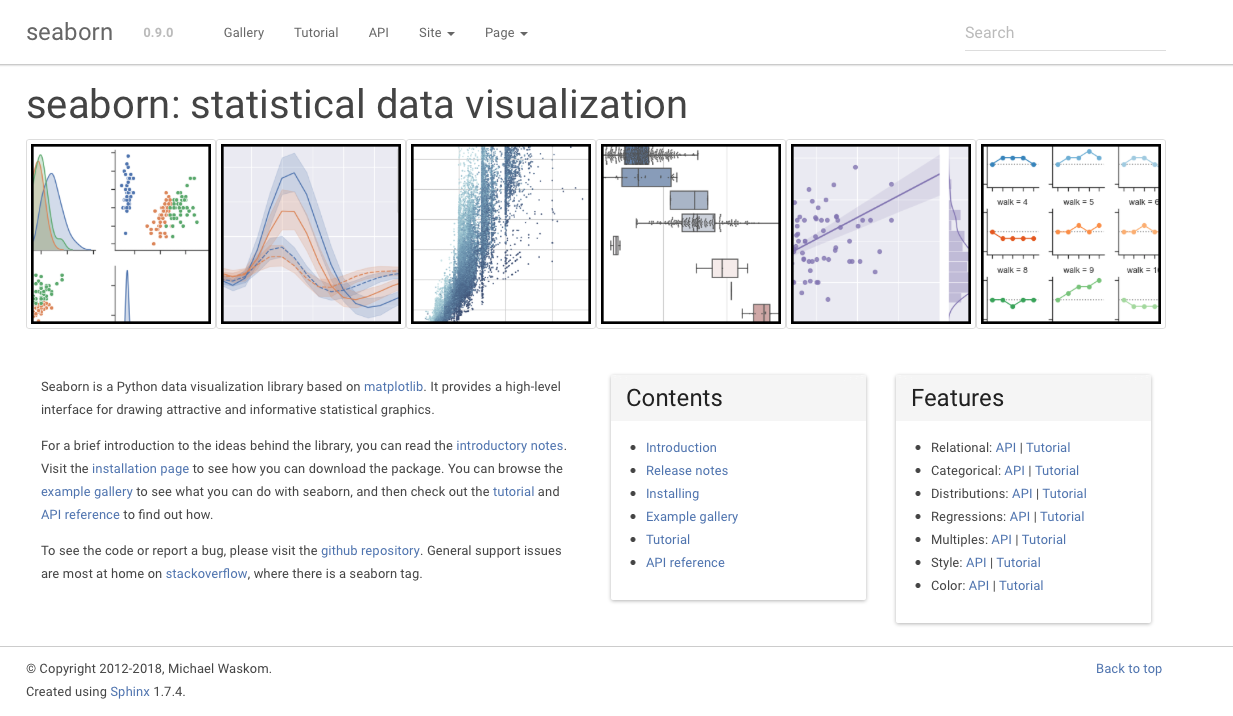 seaborn 0.9.0 Gallery Tutorial API Site Page Search
seaborn: statistical data visualization
walk = 4 walk = 5 walk = 6
walk = 8 walk = 9 walk = 10
Seaborn is a Python data visualization library based on matplotlib. It provides a high-level
interface for drawing attractive and informative statistical graphics.
For a brief introduction to the ideas behind the library, you can read the introductory notes.
Visit the installation page to see how you can download the package. You can browse the
example gallery to see what you can do with seaborn, and then check out the tutorial and
API reference to find out how.
To see the code or report a bug, please visit the github repository. General support issues
are most at home on stackoverflow, where there is a seaborn tag.
Contents
Introduction
Release notes
Installing
Example gallery
Tutorial
API reference
Features
Relational: API | Tutorial
Categorical: API | Tutorial
Distributions: API | Tutorial
Regressions: API | Tutorial
Multiples: API | Tutorial
Style: API | Tutorial
Color: API | Tutorial
© Copyright 2012-2018, Michael Waskom.
Created using Sphinx 1.7.4.
Back to top